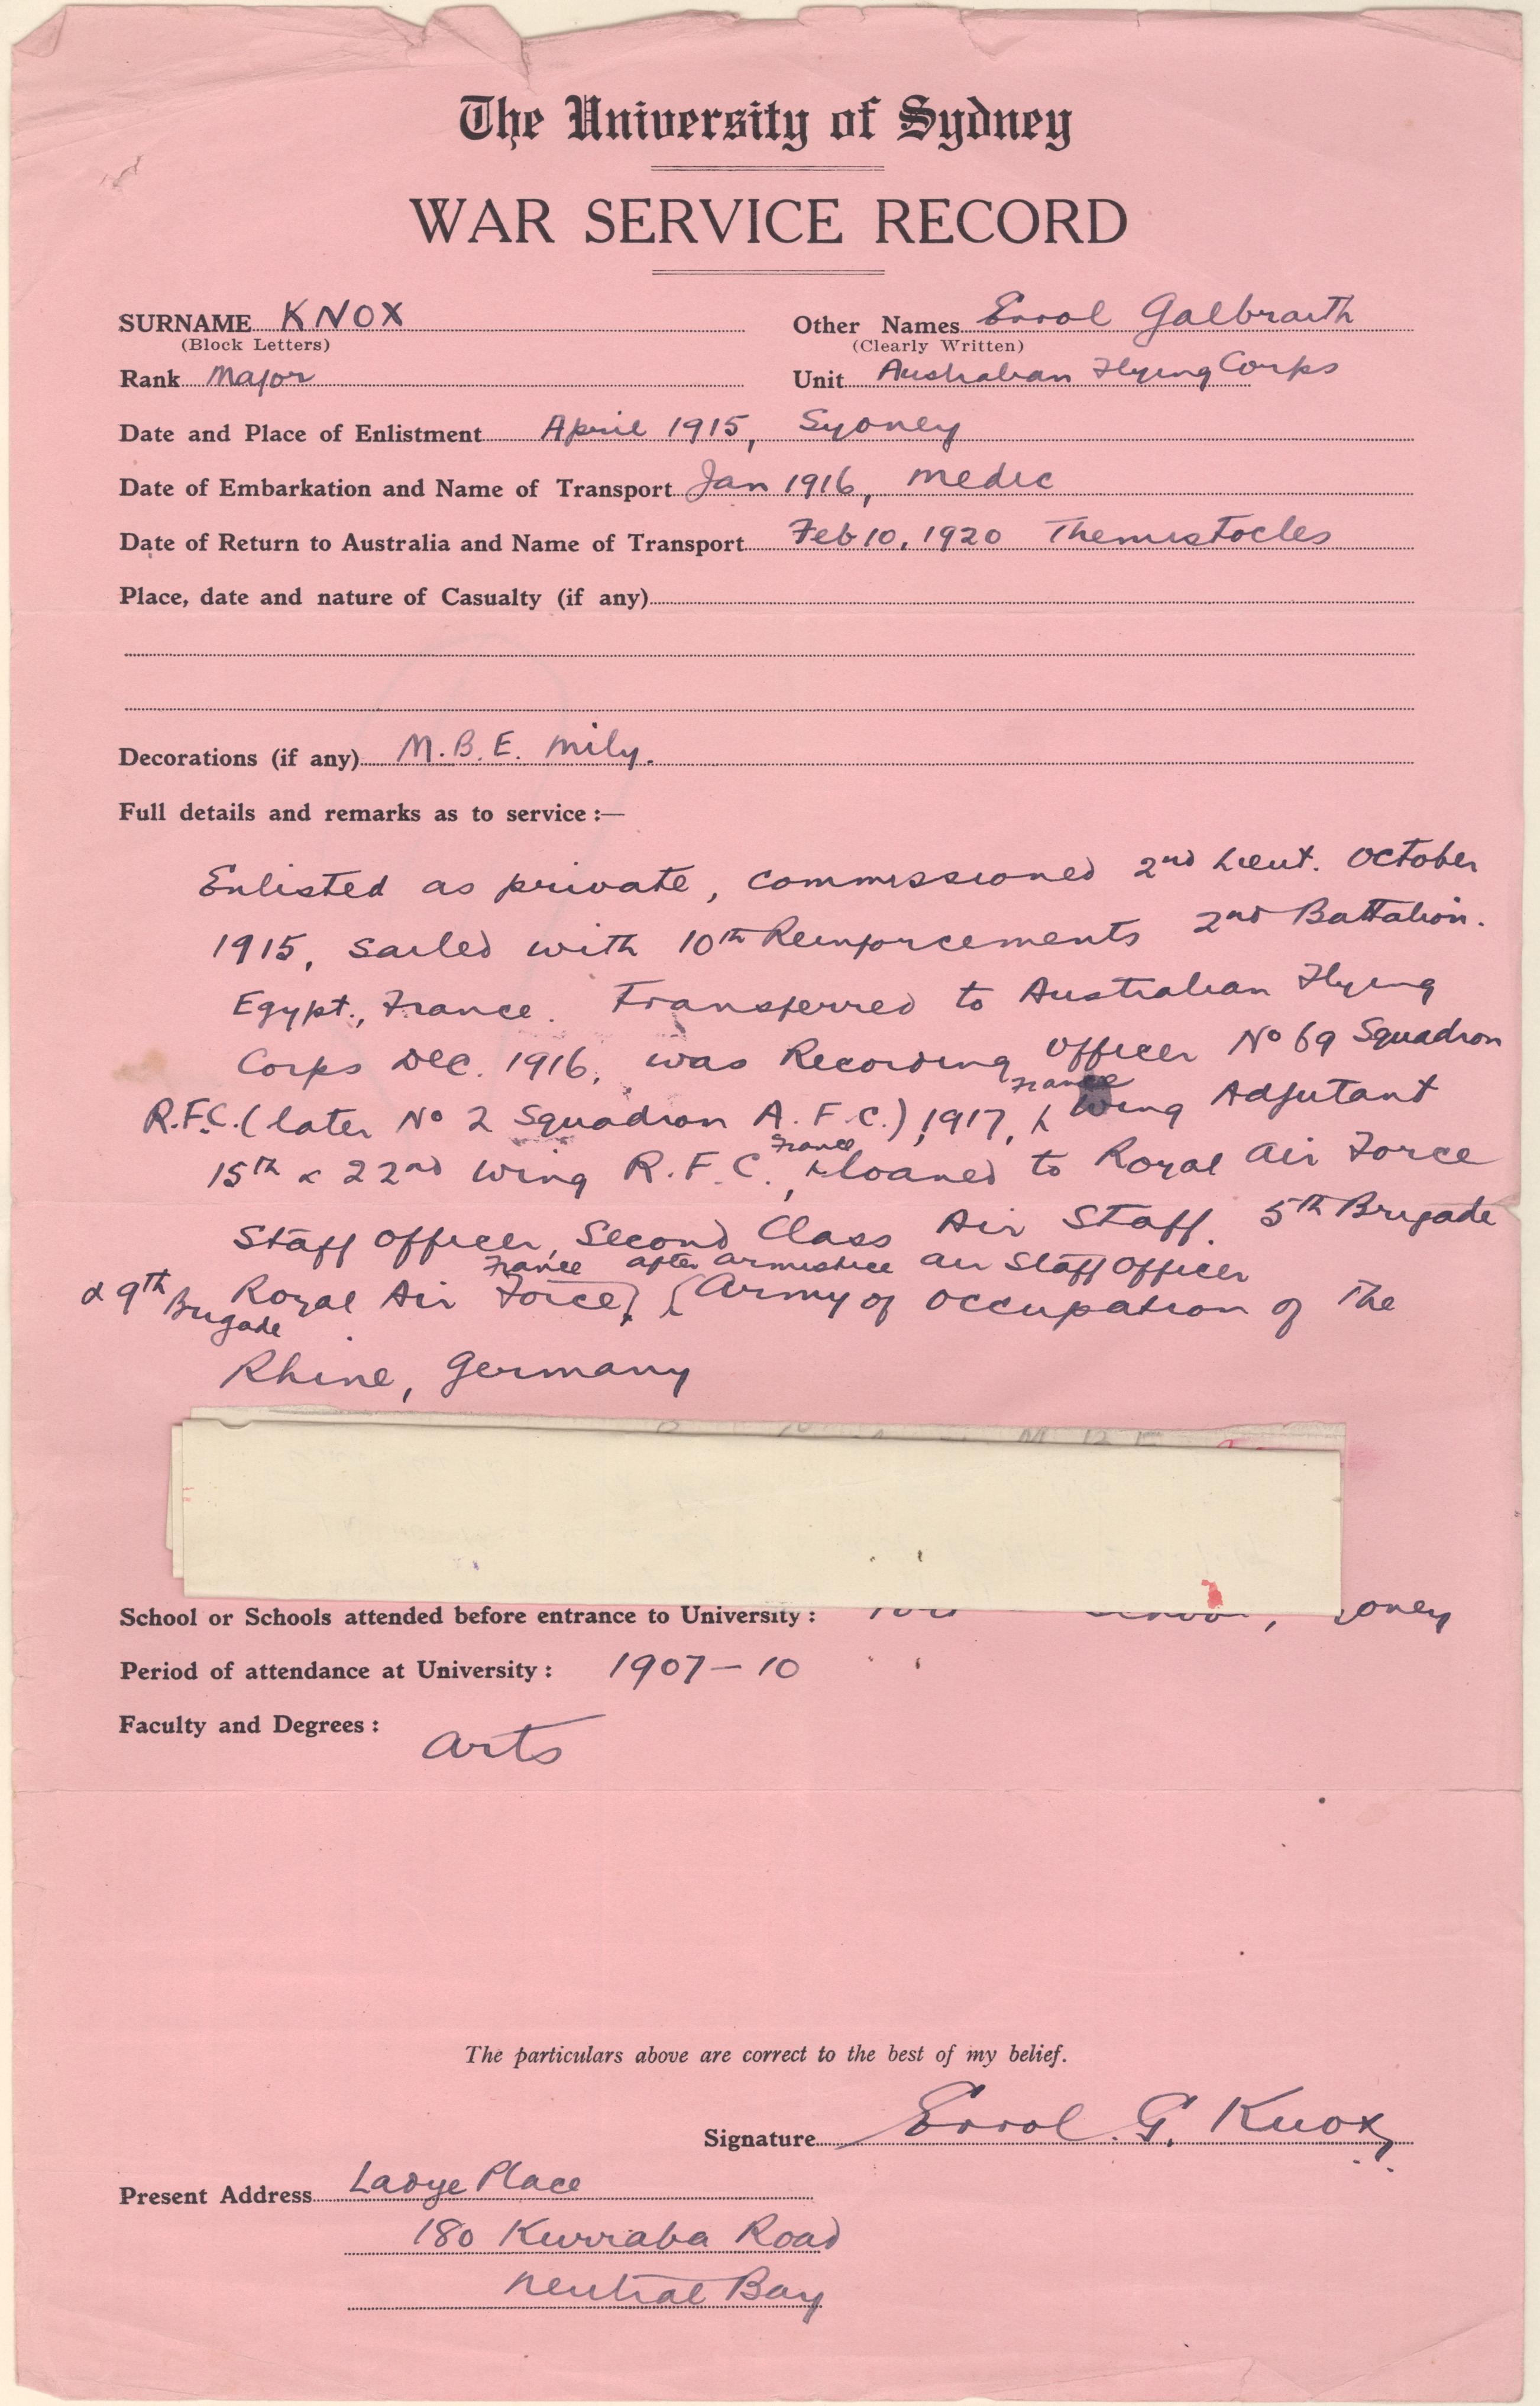 The University of Sydney
WAR SERVICE RECORD
SURNAME KNOX Other Names Errol Galbraith
(Block Letters) (Clearly Written)
Rank Major Unit Australian Flying Corps
Date and Place of Enlistment April 1915, Sydney
Date of Embarkation and Name of Transport Jan 1916, Medic
Date of Return to Australia and Name of Transport Feb 10, 1920 Themistocles
Place, date and nature of Casualty (if any)
Decorations (if any) M.B.E. Mily.
Full details and remarks as to service:—
Enlisted as private, commissioned 2nd Lieut. October
1915, sailed with 10th Reinforcements 2nd Battalion.
Egypt, France. Transferred to Australian Flying
Corps Dec. 1916, was Recording Officer No 69 Squadron
France
R.F.C. (later No 2 Squadron A.F.C.), 1917, Wing Adjutant
France
15th & 22nd Wing R.F.C., loaned to Royal Air Force
Staff Officer, Second Class Air Staff. 5th Brigade
France after armistice air Staff Officer
& 9th Brigade Royal Air Force, (Army of Occupation of The
Rhine, Germany
School or Schools attended before entrance to University:
Period of attendance at University: 1907-10
Faculty and Degrees: Arts
The particulars above are correct to the best of my belief.
Signature Errol G. Knox
Present Address Ladye Place
180 Kurraba Road
Neutral Bay